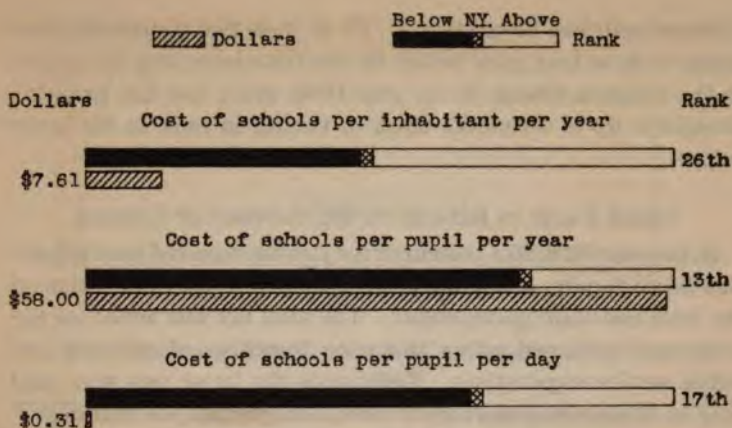 Below N.Y. Above
Dollars Rank
Dollars Rank
Cost of schools per inhabitant per year
26th
$7.61
Cost of schools per pupil per year
13th
$58.00
Cost of schools per pupil per day
17th
$0.31